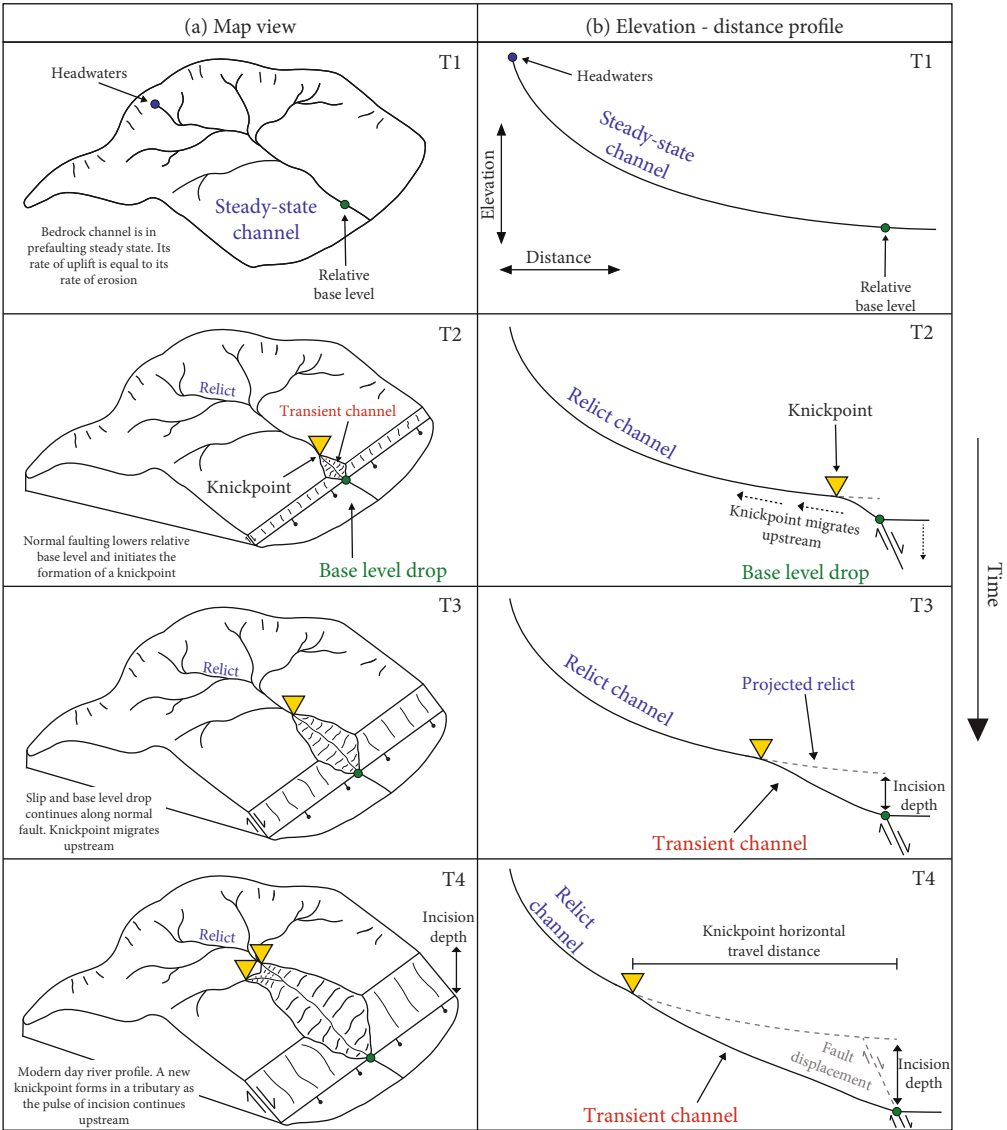 (a) Map view
(b) Elevation - distance profile
T1
Headwaters
Steady-state
channel
Bedrock channel is in
prefaulting steady state. Its
rate of uplift is equal to its
rate of erosion
Relative
base level
T1
Headwaters
Steady-state
channel
Elevation
Distance
Relative
base level
T2
Relict
Transient channel
Knickpoint
Normal faulting lowers relative
base level and initiates the
formation of a knickpoint
Base level drop
T2
Relict channel
Knickpoint
Knickpoint migrates
upstream
Base level drop
Time
T3
Relict
Slip and base level drop
continues along normal
fault. Knickpoint migrates
upstream
T3
Relict channel
Projected relict
Incision
depth
Transient channel
T4
Relict
Incision
depth
Modern day river profile. A new
knickpoint forms in a tributary as
the pulse of incision continues
upstream
T4
Relict
channel
Knickpoint horizontal
travel distance
Fault
displacement
Incision
depth
Transient channel